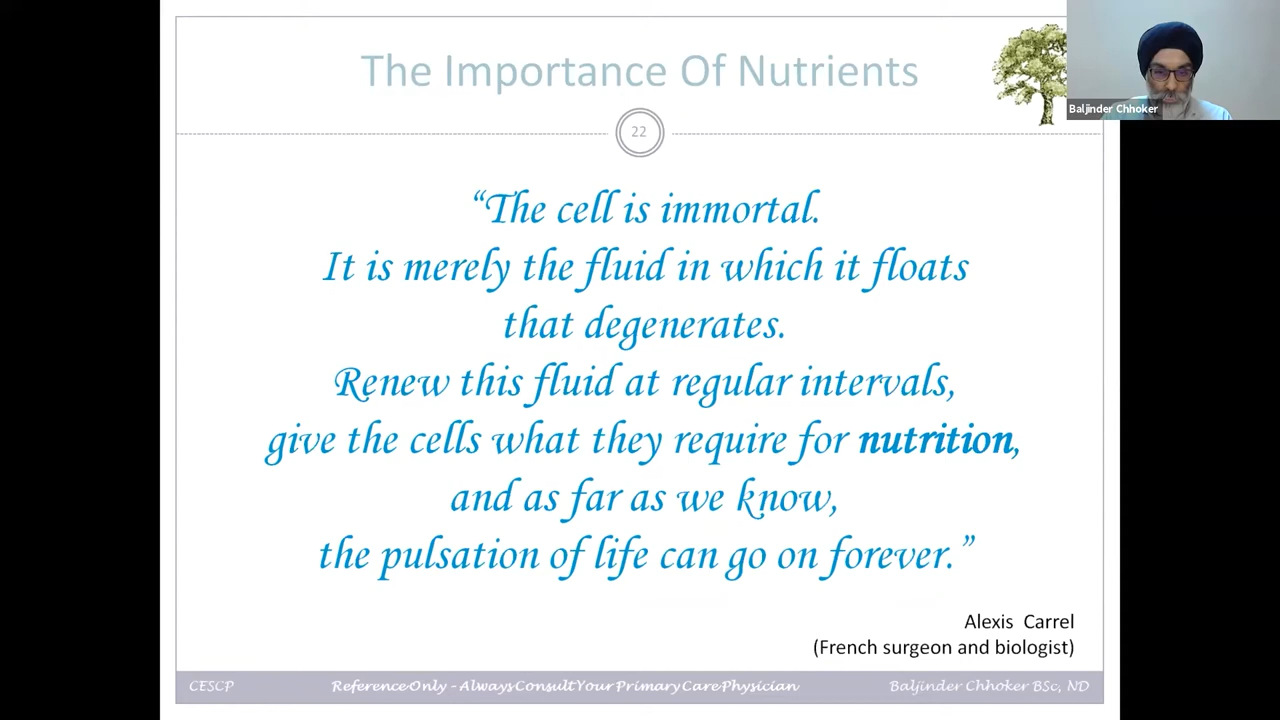 The Importance Of Nutrients
Baljinder Chhoker
22
“The cell is immortal.
It is merely the fluid in which it floats
that degenerates.
Renew this fluid at regular intervals,
give the cells what they require for nutrition,
and as far as we know,
the pulsation of life can go on forever.”
Alexis Carrel
(French surgeon and biologist)
CESCP Reference Only - Always Consult Your Primary Care Physician Baljinder Chhoker BSc, ND